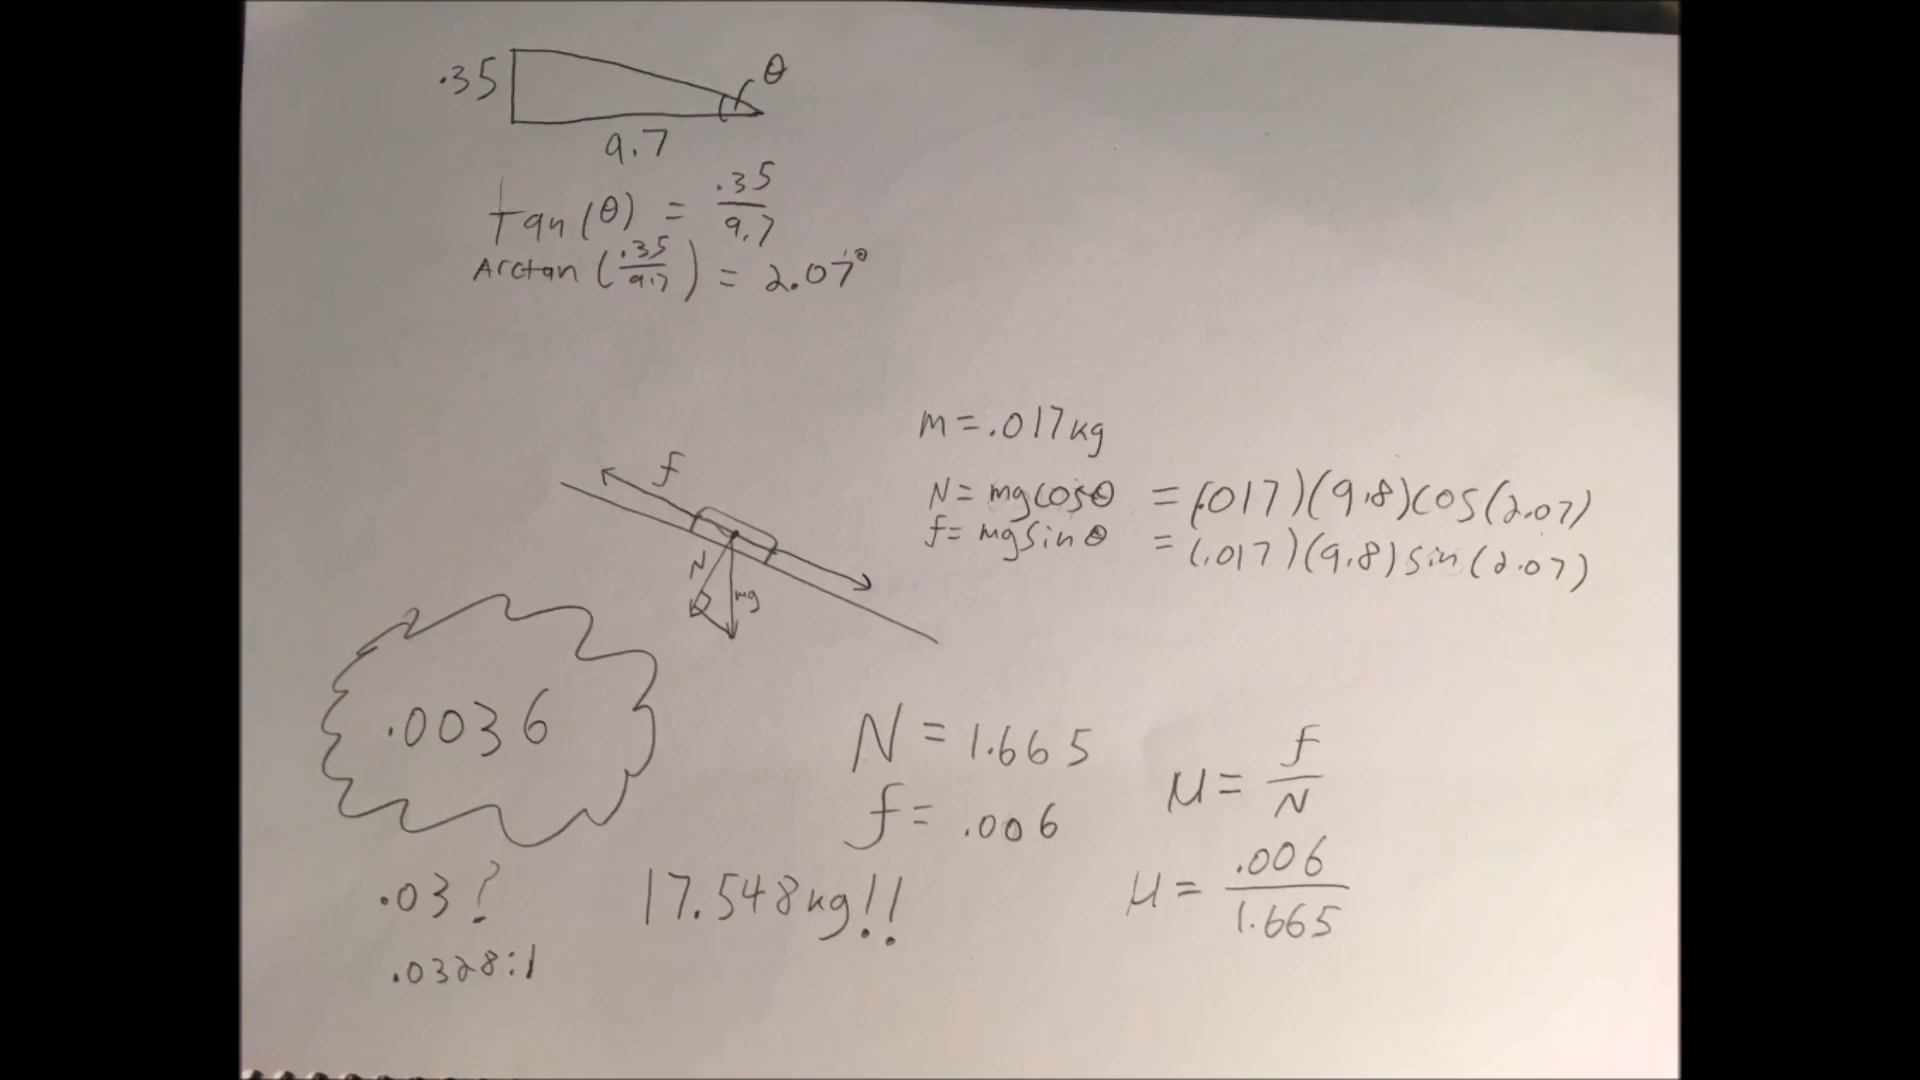 .35
θ
9.7
tan(θ) = .35/9.7
Arctan(.35/9.7) = 2.07°
m = .017kg
f
N = mgcosθ = (.017)(9.8)cos(2.07)
f = mgsinθ = (.017)(9.8)sin(2.07)
N
mg
.0036
N = 1.665
f = .006
μ = f/N
.03?
17.548kg!!
μ = .006/1.665
.0328:1